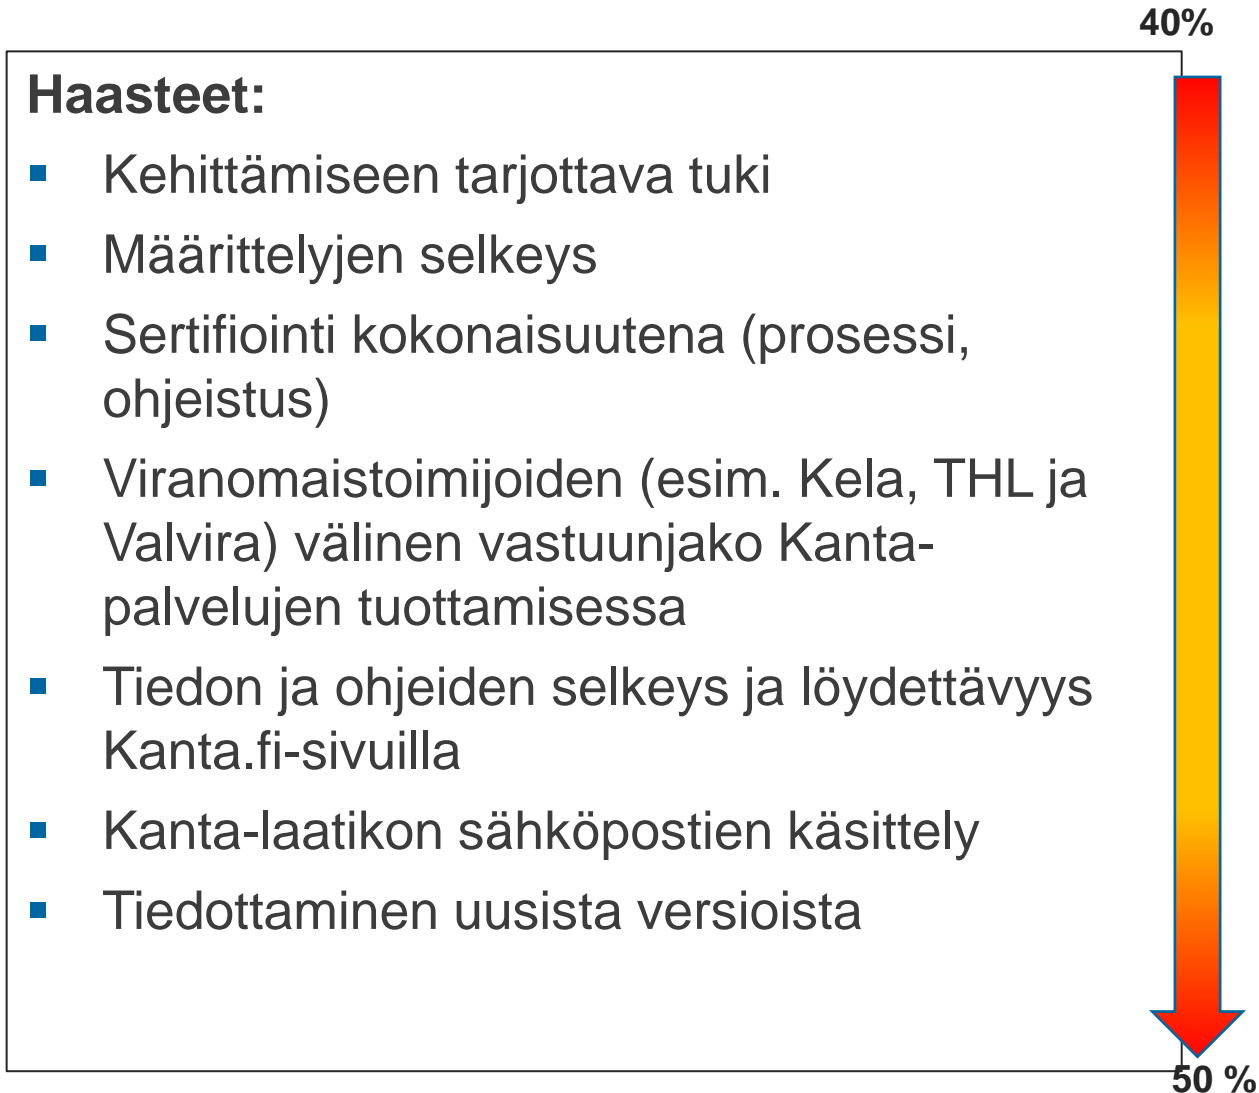 40%
Haasteet:
Kehittämiseen tarjottava tuki
Määrittelyjen selkeys
Sertifiointi kokonaisuutena (prosessi,
ohjeistus)
Viranomaistoimijoiden (esim. Kela, THL ja
Valvira) välinen vastuunjako Kanta-
palvelujen tuottamisessa
Tiedon ja ohjeiden selkeys ja löydettävyys
Kanta.fi-sivuilla
Kanta-laatikon sähköpostien käsittely
Tiedottaminen uusista versioista
50 %